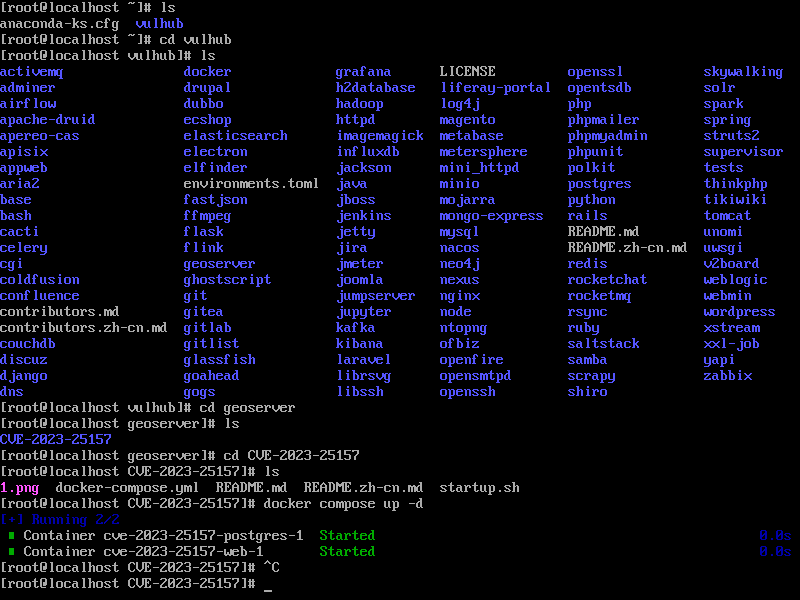 [root@localhost ~]# ls
anaconda-ks.cfg  vulhub
[root@localhost ~]# cd vulhub
[root@localhost vulhub]# ls
activemq docker grafana LICENSE openssl skywalking
adminer drupal h2database liferay-portal opentsdb solr
airflow dubbo hadoop log4j php spark
apache-druid ecshop httpd magento phpmailer spring
apereo-cas elasticsearch imagemagick metabase phpmyadmin struts2
apisix electron influxdb metersphere phpunit supervisor
appweb elfinder jackson mini_httpd polkit tests
aria2 environments.toml java minio postgres thinkphp
base fastjson jboss mojarra python tikiwiki
bash ffmpeg jenkins mongo-express rails tomcat
cacti flask jetty mysql README.md unomi
celery flink jira nacos README.zh-cn.md uwsgi
cgi geoserver jmeter neo4j redis v2board
coldfusion ghostscript joomla nexus rocketchat weblogic
confluence git jumpserver nginx rocketmq webmin
contributors.md gitea jupyter node rsync wordpress
contributors.zh-cn.md gitlab kafka ntopng ruby xstream
couchdb gitlist kibana ofbiz saltstack xxl-job
discuz glassfish laravel openfire samba yapi
django goahead librsvg opensmtpd scrapy zabbix
dns gogs libssh openssh shiro
[root@localhost vulhub]# cd geoserver
[root@localhost geoserver]# ls
CVE-2023-25157
[root@localhost geoserver]# cd CVE-2023-25157
[root@localhost CVE-2023-25157]# ls
1.png  docker-compose.yml  README.md  README.zh-cn.md  startup.sh
[root@localhost CVE-2023-25157]# docker compose up -d
[+] Running 2/2
Container cve-2023-25157-postgres-1  Started 0.0s
Container cve-2023-25157-web-1  Started 0.0s
[root@localhost CVE-2023-25157]# ^C
[root@localhost CVE-2023-25157]# _